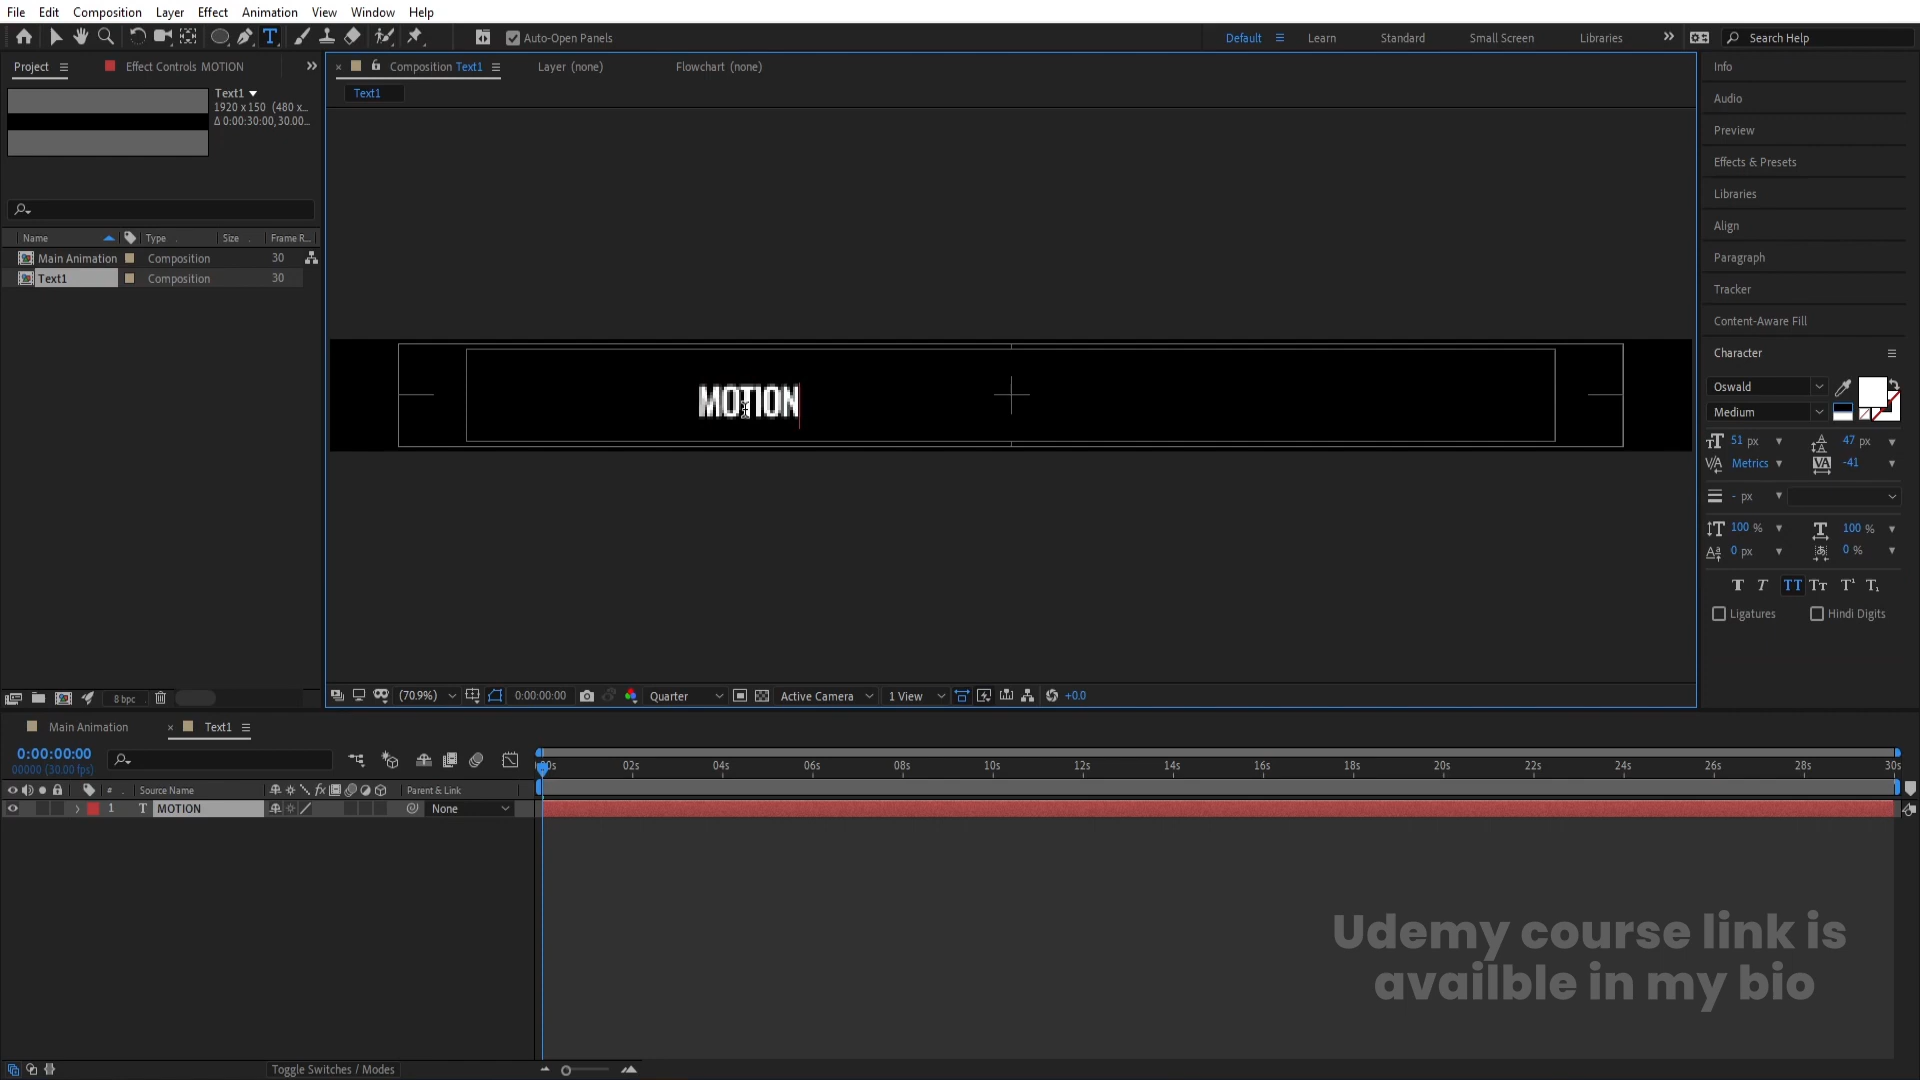 File Edit Composition Layer Effect Animation View Window Help
Auto-Open Panels
Default Learn Standard Small Screen Libraries Search Help
Project Effect Controls MOTION
Composition Text1 Layer (none) Flowchart (none)
Text1
Text1
1920 x 150 (480 x...
Δ 0:00:30:00, 30.00...
Name Type Size Frame R...
Main Animation Composition 30
Text1 Composition 30
MOTION
8 bpc
(70.9%) 0:00:00:00 Quarter Active Camera 1 View +0.0
Info
Audio
Preview
Effects & Presets
Libraries
Align
Paragraph
Tracker
Content-Aware Fill
Character
Oswald
Medium
51 px 47 px
Metrics -41
- px
100 % 100 %
0 px 0 %
Ligatures Hindi Digits
Main Animation Text1
0:00:00:00
00000 (30.00 fps)
:00s 02s 04s 06s 08s 10s 12s 14s 16s 18s 20s 22s 24s 26s 28s 30s
# Source Name Parent & Link
1 MOTION None
Udemy course link is
availble in my bio
Toggle Switches / Modes